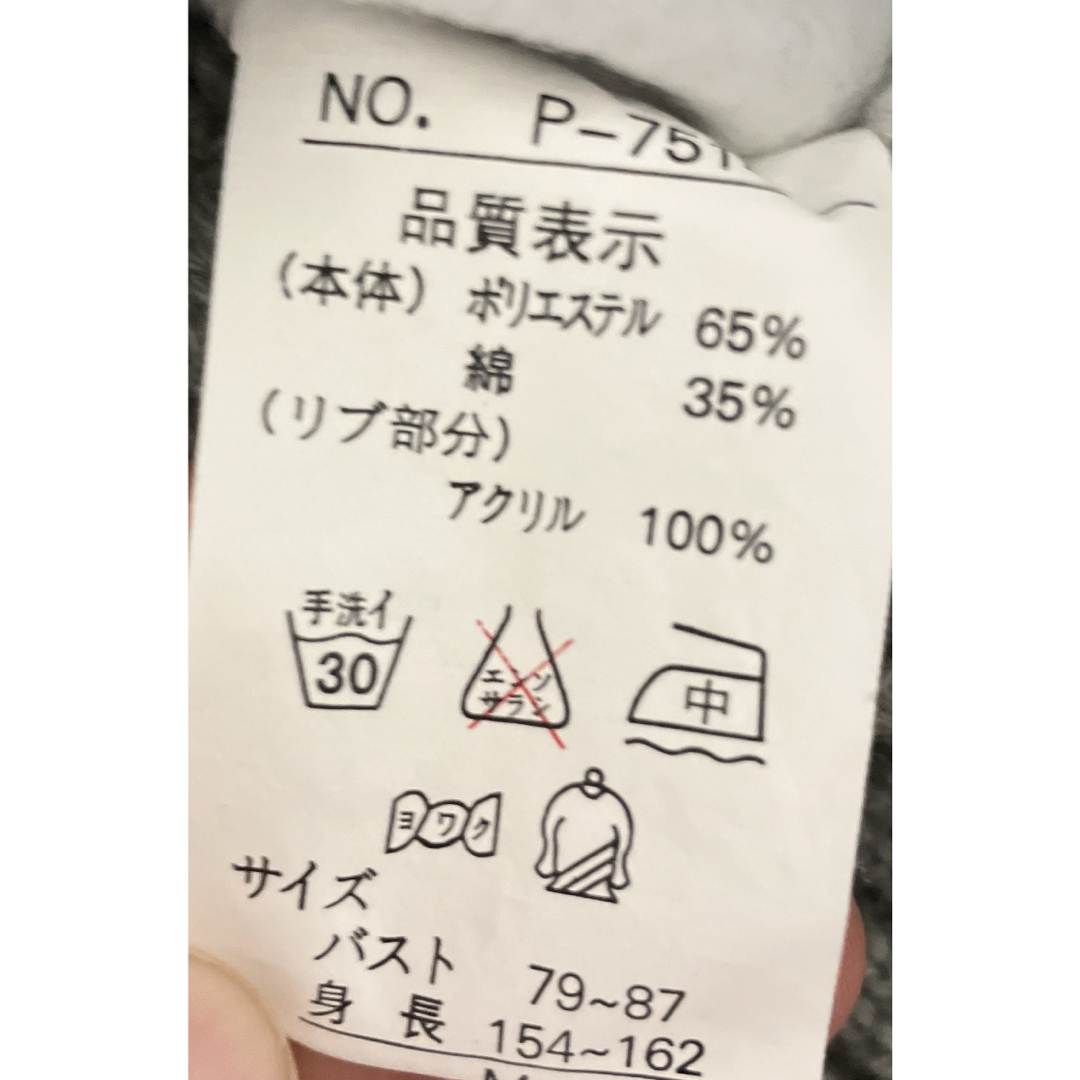 NO. P-751
品質表示
(本体) ポリエステル 65%
綿 35%
(リブ部分)
アクリル 100%
手洗イ
30
エンソ
サラシ
中
ヨワク
サイズ
バスト 79~87
身 長 154~162